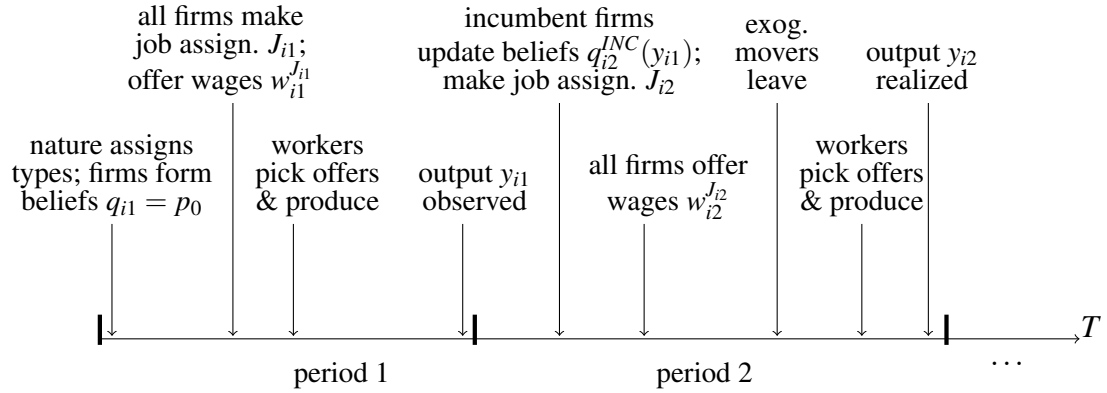 all firms make
job assign. $J_{i1}$;
offer wages $w_{i1}^{J_{i1}}$
incumbent firms
update beliefs $q_{i2}^{INC}(y_{i1})$;
make job assign. $J_{i2}$
exog.
movers
leave
output $y_{i2}$
realized
nature assigns
types; firms form
beliefs $q_{i1} = p_0$
workers
pick offers
& produce
output $y_{i1}$
observed
all firms offer
wages $w_{i2}^{J_{i2}}$
workers
pick offers
& produce
T
period 1
period 2
...